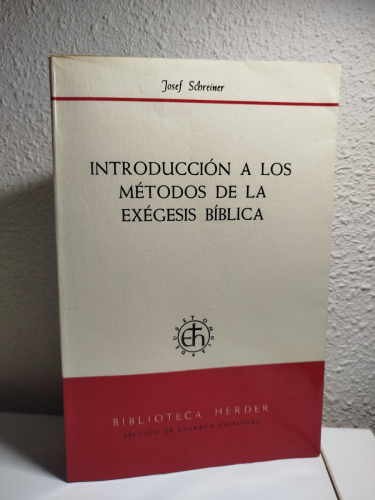 Josef Schreiner
INTRODUCCIÓN A LOS
MÉTODOS DE LA
EXÉGESIS BÍBLICA
BIBLIOTECA HERDER
SECCIÓN DE SAGRADA ESCRITURA